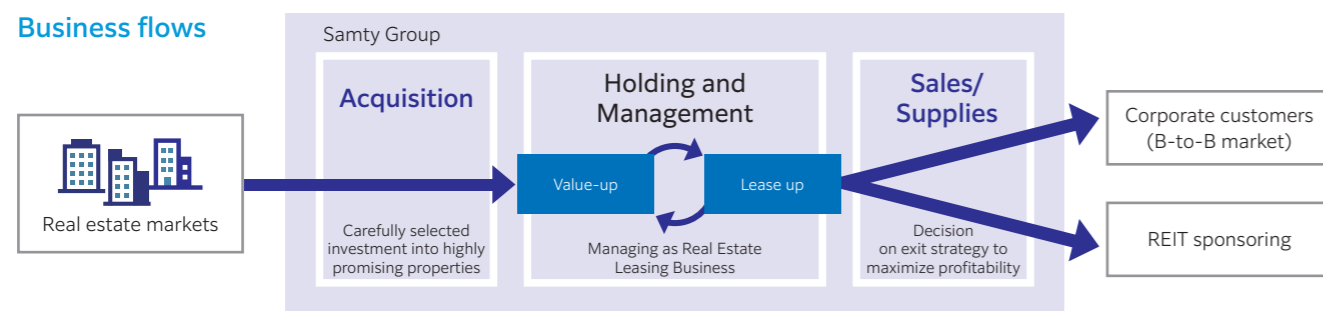 Business flows
Samty Group
Real estate markets
Acquisition
Carefully selected
investment into highly
promising properties
Holding and
Management
Value-up
Lease up
Managing as Real Estate
Leasing Business
Sales/
Supplies
Decision
on exit strategy to
maximize profitability
Corporate customers
(B-to-B market)
REIT sponsoring